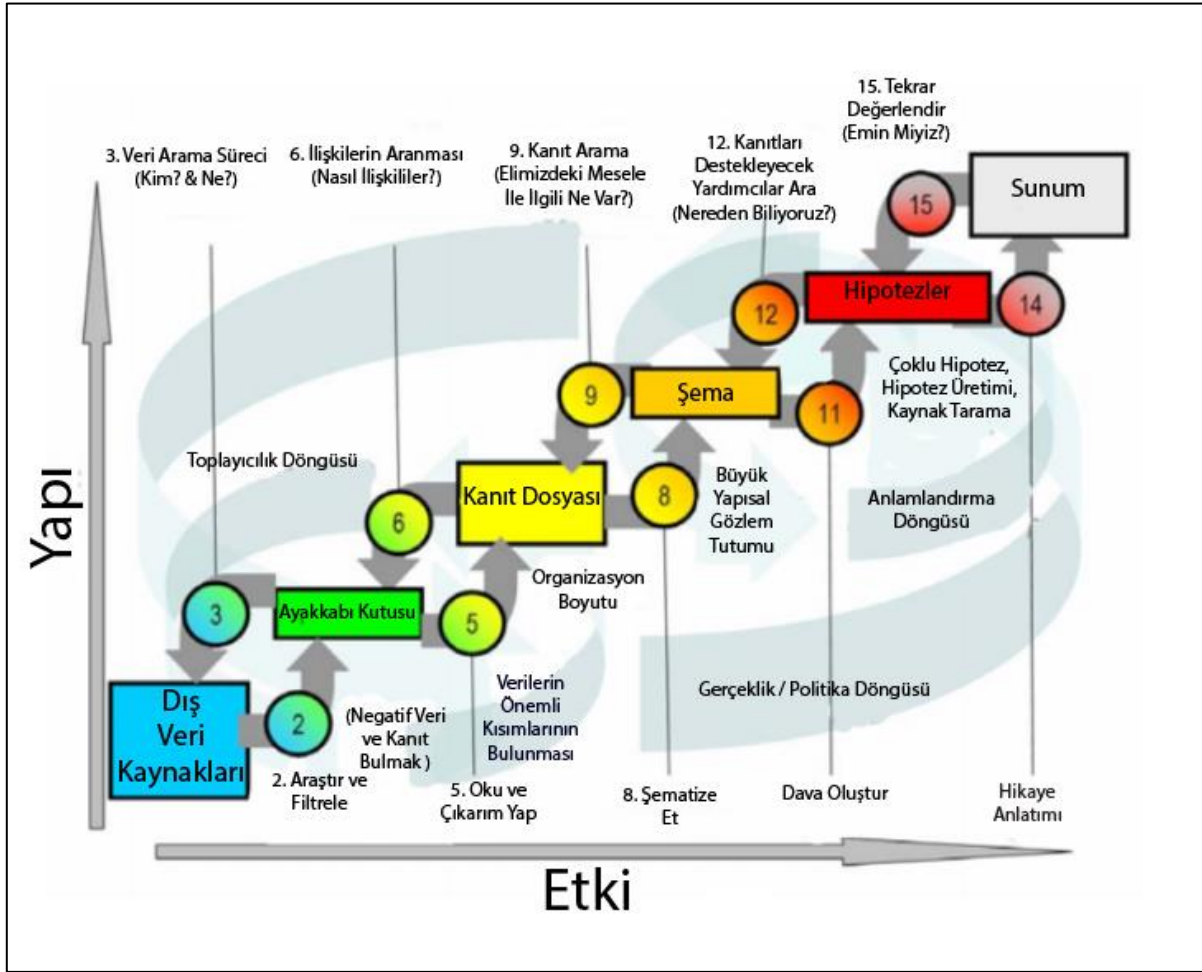 15. Tekrar
Değerlendir
(Emin Miyiz?)
3. Veri Arama Süreci
(Kim? & Ne?)
6. İlişkilerin Aranması
(Nasıl İlişkililer?)
9. Kanıt Arama
(Elimizdeki Mesele
İle İlgili Ne Var?)
12. Kanıtları
Destekleyecek
Yardımcılar Ara
(Nereden Biliyoruz?)
15
Sunum
12
Hipotezler
14
9
Şema
11
Çoklu Hipotez,
Hipotez Üretimi,
Kaynak Tarama
Toplayıcılık Döngüsü
6
Kanıt Dosyası
8
Büyük
Yapısal
Gözlem
Tutumu
Anlamlandırma
Döngüsü
Yapı
3
Ayakkabı Kutusu
5
Organizasyon
Boyutu
Dış
Veri
Kaynakları
2
(Negatif Veri
ve Kanıt
Bulmak )
Verilerin
Önemli
Kısımlarının
Bulunması
Gerçeklik / Politika Döngüsü
2. Araştır ve
Filtrele
5. Oku ve
Çıkarım Yap
8. Şematize
Et
Dava Oluştur
Hikaye
Anlatımı
Etki